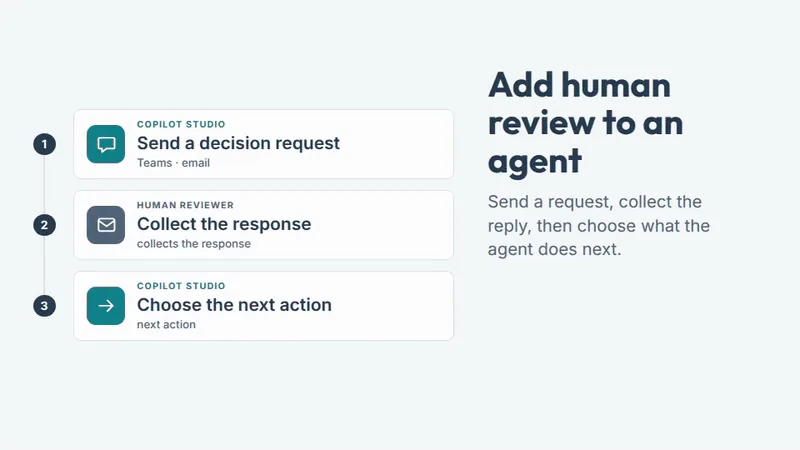 Add human
review to an
agent
Send a request, collect the
reply, then choose what the
agent does next.
1
COPILOT STUDIO
Send a decision request
Teams · email
2
HUMAN REVIEWER
Collect the response
collects the response
3
COPILOT STUDIO
Choose the next action
next action